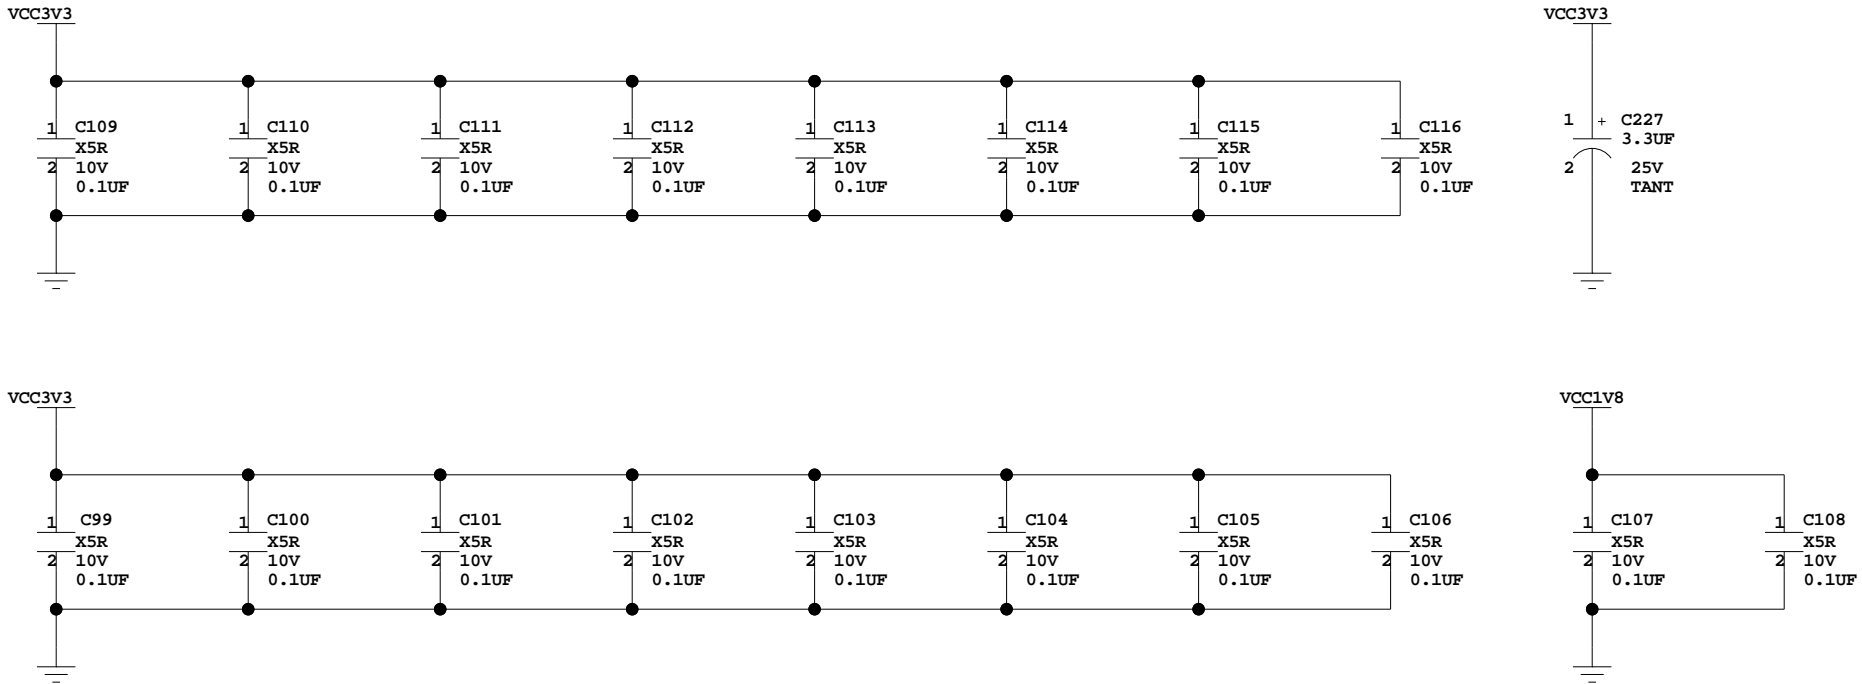 VCC3V3
VCC3V3
1 C109 1 C110 1 C111 1 C112 1 C113 1 C114 1 C115 1 C116 1 + C227
X5R X5R X5R X5R X5R X5R X5R X5R 3.3UF
2 10V 2 10V 2 10V 2 10V 2 10V 2 10V 2 10V 2 10V 2 25V
0.1UF 0.1UF 0.1UF 0.1UF 0.1UF 0.1UF 0.1UF 0.1UF TANT
VCC3V3
VCC1V8
1 C99 1 C100 1 C101 1 C102 1 C103 1 C104 1 C105 1 C106 1 C107 1 C108
X5R X5R X5R X5R X5R X5R X5R X5R X5R X5R
2 10V 2 10V 2 10V 2 10V 2 10V 2 10V 2 10V 2 10V 2 10V 2 10V
0.1UF 0.1UF 0.1UF 0.1UF 0.1UF 0.1UF 0.1UF 0.1UF 0.1UF 0.1UF